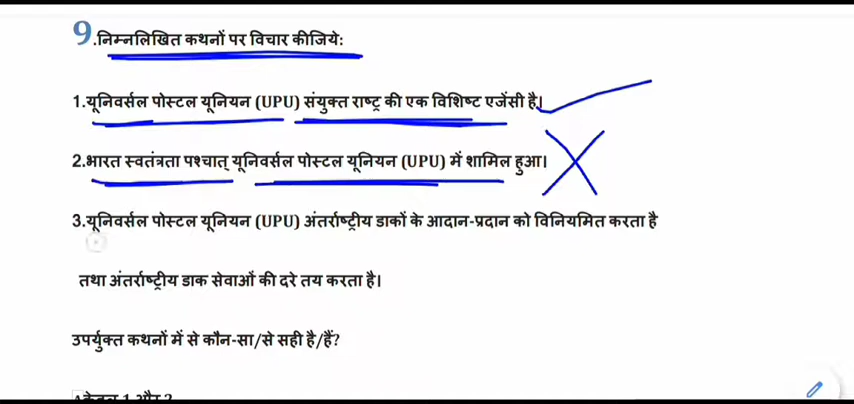 9.निम्नलिखित कथनों पर विचार कीजिये:
1.यूनिवर्सल पोस्टल यूनियन (UPU) संयुक्त राष्ट्र की एक विशिष्ट एजेंसी है।
2.भारत स्वतंत्रता पश्चात् यूनिवर्सल पोस्टल यूनियन (UPU) में शामिल हुआ।
3.यूनिवर्सल पोस्टल यूनियन (UPU) अंतर्राष्ट्रीय डाकों के आदान-प्रदान को विनियमित करता है
तथा अंतर्राष्ट्रीय डाक सेवाओं की दरे तय करता है।
उपर्युक्त कथनों में से कौन-सा/से सही है/हैं?